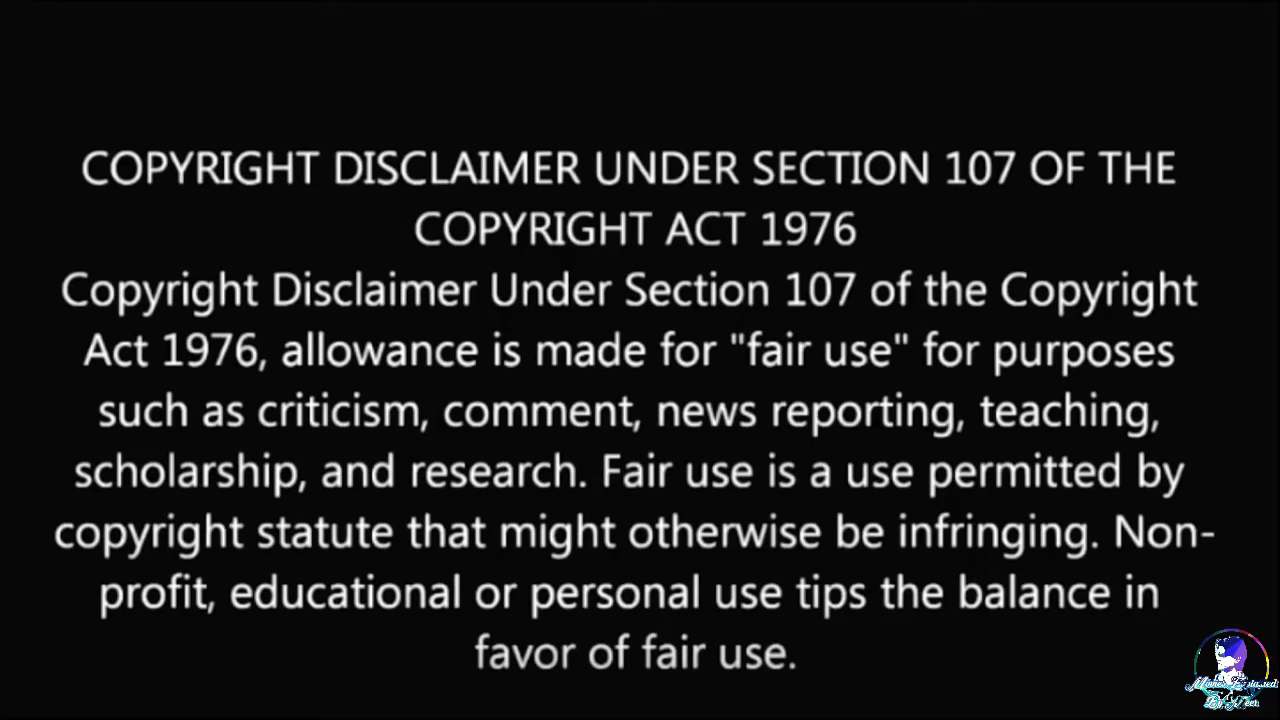 COPYRIGHT DISCLAIMER UNDER SECTION 107 OF THE
COPYRIGHT ACT 1976
Copyright Disclaimer Under Section 107 of the Copyright
Act 1976, allowance is made for "fair use" for purposes
such as criticism, comment, news reporting, teaching,
scholarship, and research. Fair use is a use permitted by
copyright statute that might otherwise be infringing. Non-
profit, educational or personal use tips the balance in
favor of fair use.